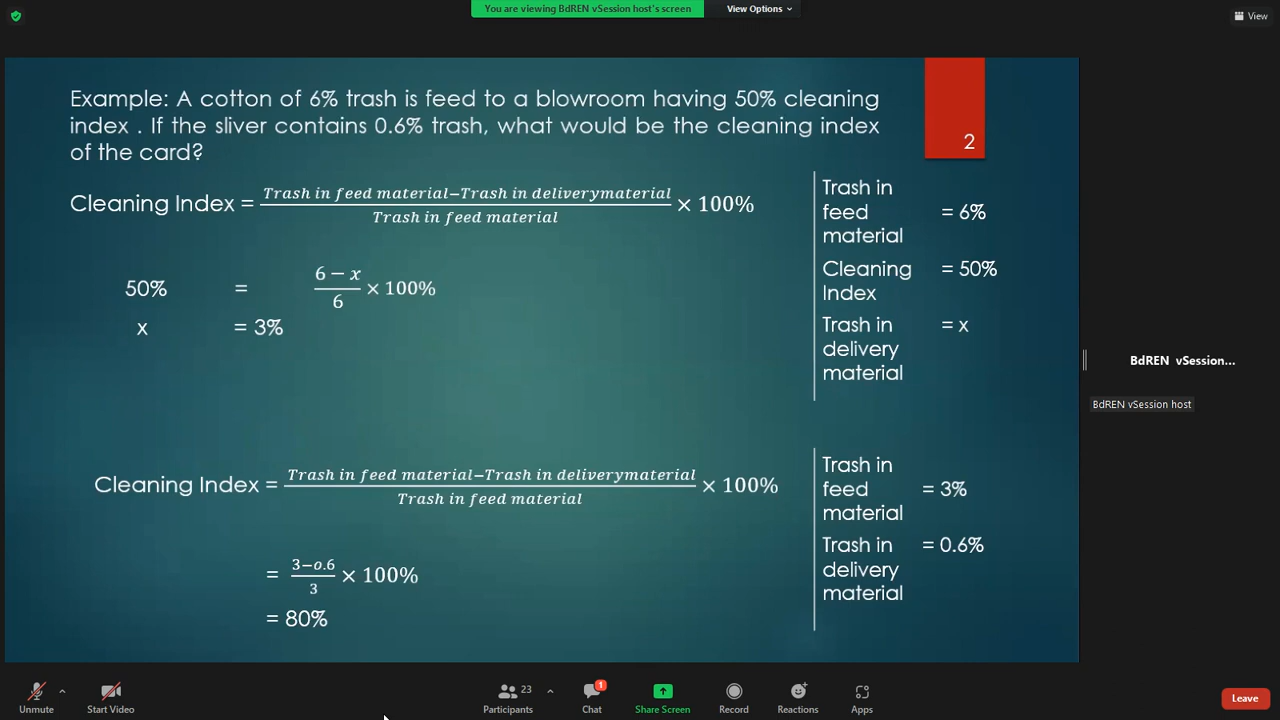 You are viewing BdREN vSession host's screen
View Options
View
Example: A cotton of 6% trash is feed to a blowroom having 50% cleaning
index . If the sliver contains 0.6% trash, what would be the cleaning index
of the card?
2
Cleaning Index = (Trash in feed material−Trash in deliverymaterial)/(Trash in feed material) × 100%
50% = (6 − x)/6 × 100%
x = 3%
Trash in
feed = 6%
material
Cleaning = 50%
Index
Trash in = x
delivery
material
BdREN vSession...
BdREN vSession host
Cleaning Index = (Trash in feed material−Trash in deliverymaterial)/(Trash in feed material) × 100%
= (3−o.6)/3 × 100%
= 80%
Trash in
feed = 3%
material
Trash in = 0.6%
delivery
material
Unmute
Start Video
23
Participants
1
Chat
Share Screen
Record
Reactions
Apps
Leave